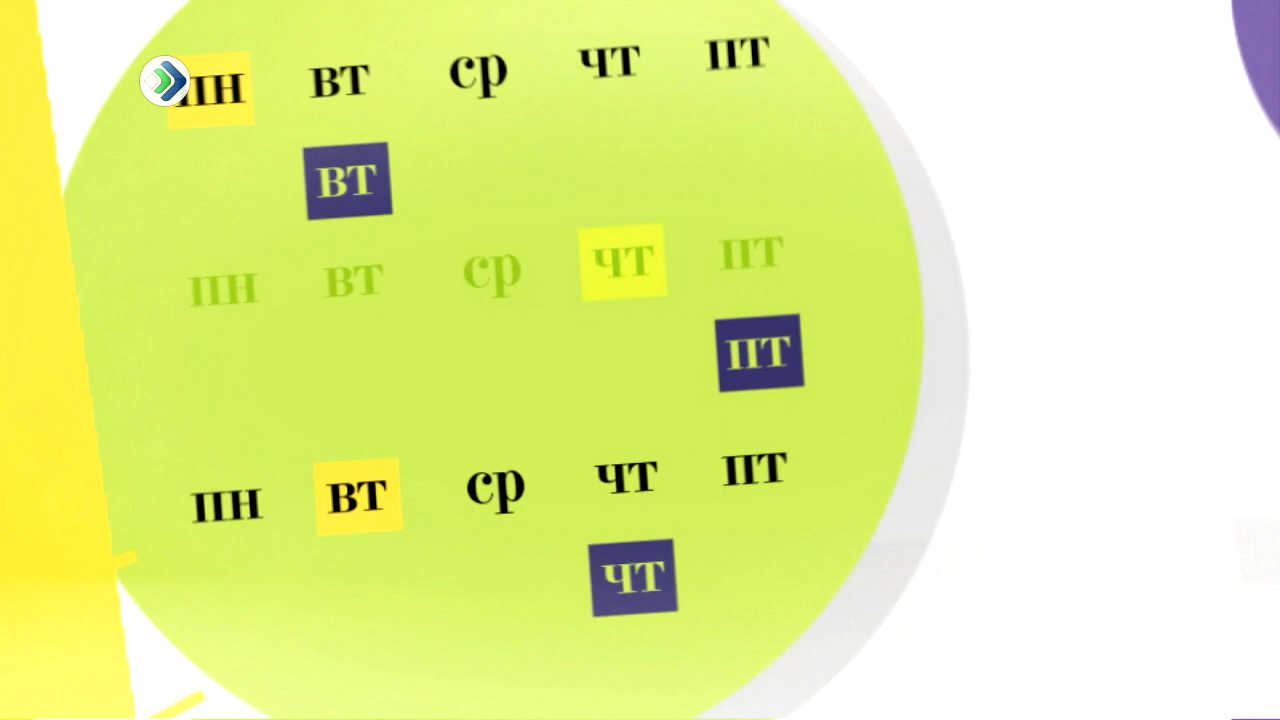 пн вт ср чт пт
вт
пн вт ср чт пт
пт
пн вт ср чт пт
чт